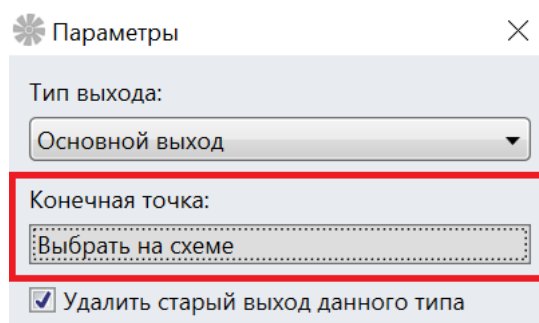 Параметры
Тип выхода:
Основной выход
Конечная точка:
Выбрать на схеме
Удалить старый выход данного типа